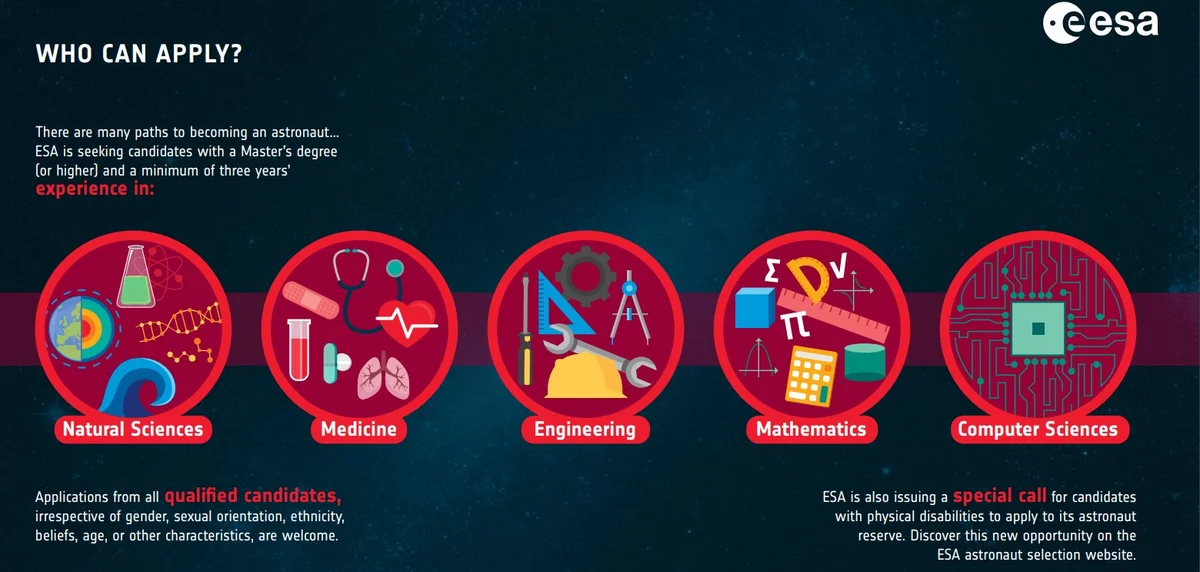 esa
WHO CAN APPLY?
There are many paths to becoming an astronaut...
ESA is seeking candidates with a Master's degree
(or higher) and a minimum of three years'
experience in:
Σ
√
π
Natural Sciences
Medicine
Engineering
Mathematics
Computer Sciences
Applications from all qualified candidates,
irrespective of gender, sexual orientation, ethnicity,
beliefs, age, or other characteristics, are welcome.
ESA is also issuing a special call for candidates
with physical disabilities to apply to its astronaut
reserve. Discover this new opportunity on the
ESA astronaut selection website.